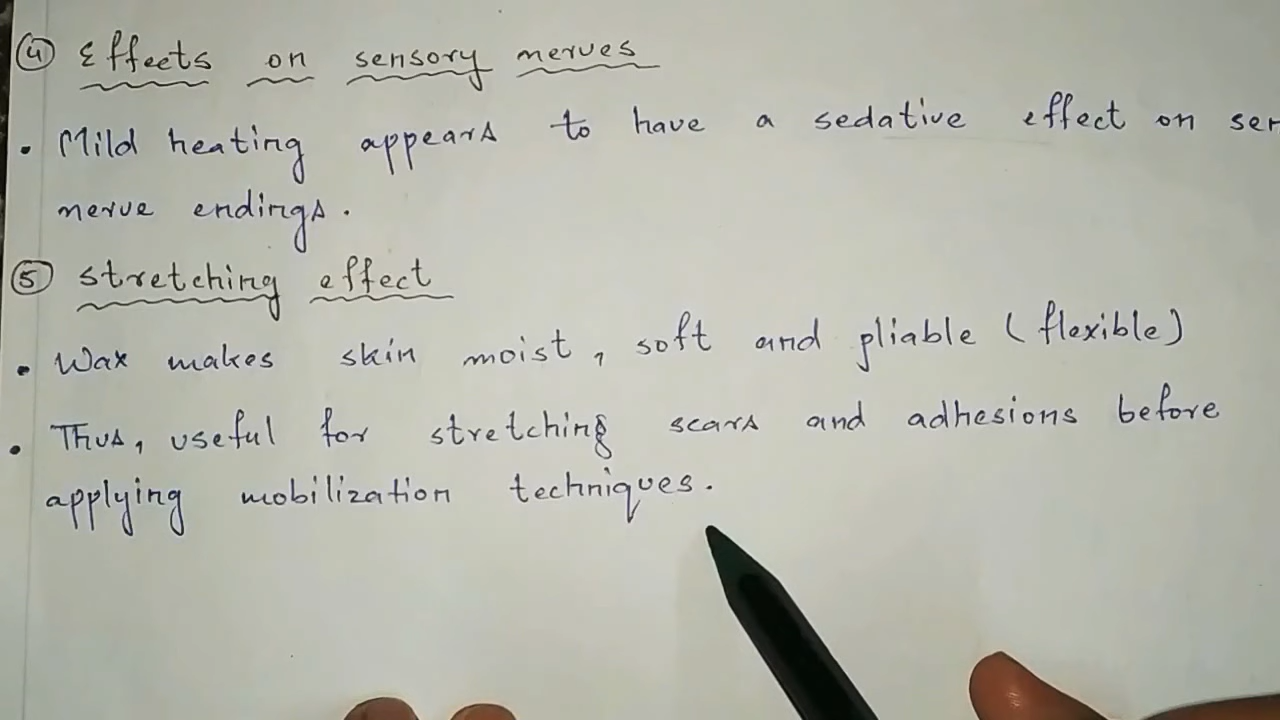 ④ Effects on sensory nerves
• Mild heating appears to have a sedative effect on ser
nerve endings.
⑤ stretching effect
• Wax makes skin moist, soft and pliable (flexible)
• Thus, useful for stretching scars and adhesions before
applying mobilization techniques.